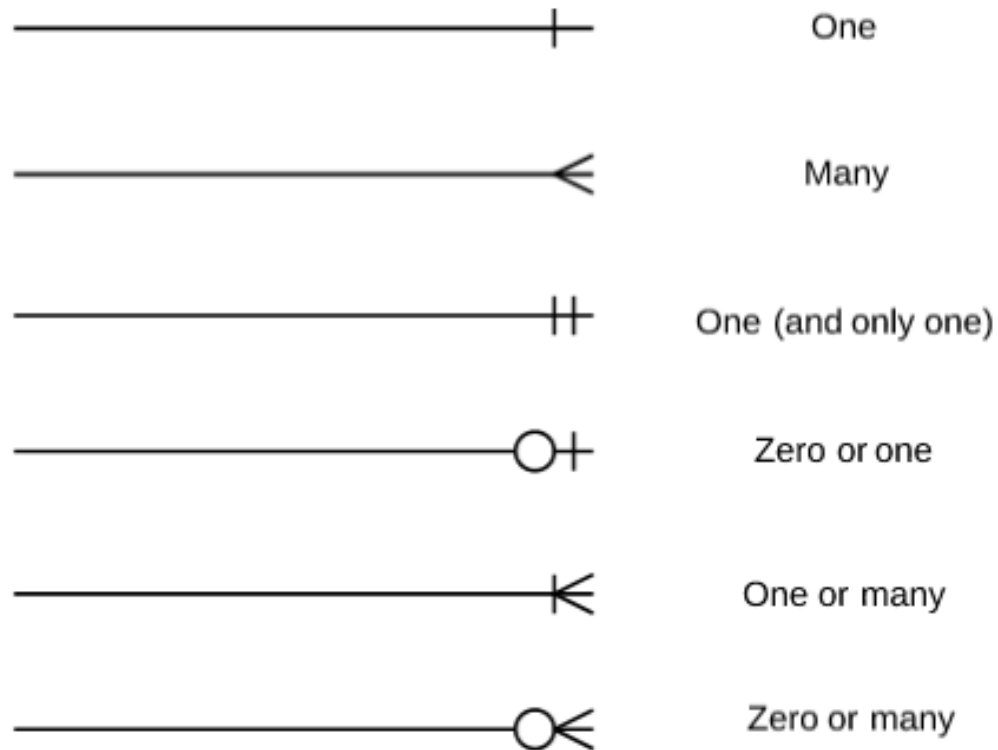 One
Many
One (and only one)
Zero or one
One or many
Zero or many